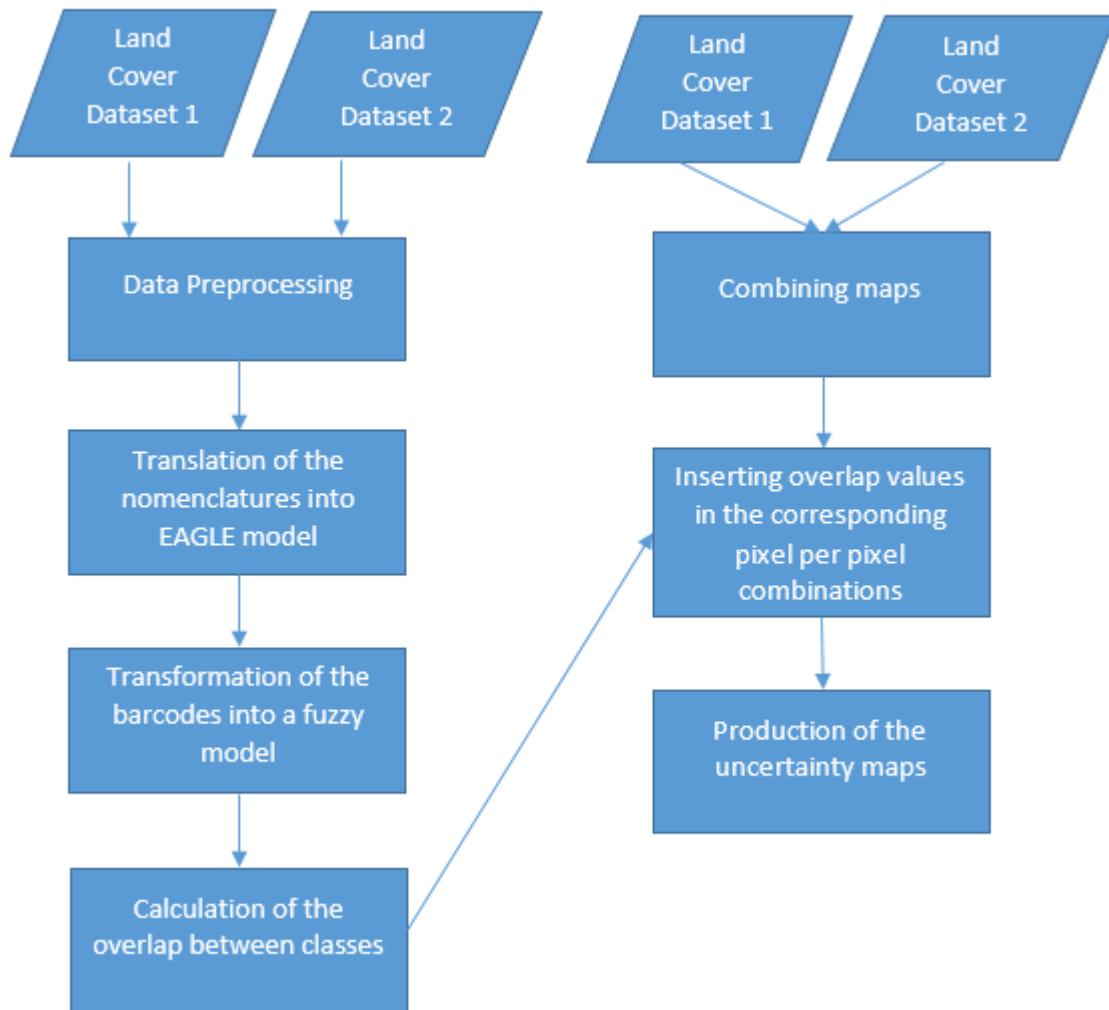 Land
Cover
Dataset 1
Land
Cover
Dataset 2
Data Preprocessing
Translation of the
nomenclatures into
EAGLE model
Transformation of the
barcodes into a fuzzy
model
Calculation of the
overlap between classes
Land
Cover
Dataset 1
Land
Cover
Dataset 2
Combining maps
Inserting overlap values
in the corresponding
pixel per pixel
combinations
Production of the
uncertainty maps